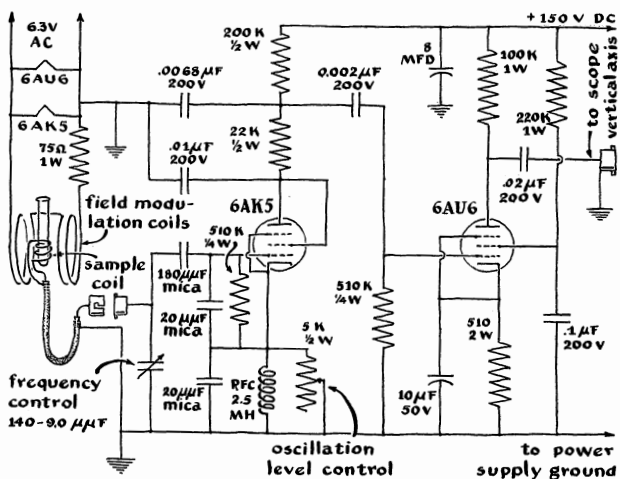 6.3V
AC
6AU6
6AK5
75Ω
1W
field modu-
lation coils
sample
coil
frequency
control
140-9.0 μμF
.0068μF
200V
.01μF
200V
200K
½W
22K
½W
6AK5
510K
¼W
180μμF
mica
20μμF
mica
20μμF
mica
RFC
2.5
MH
5K
½W
oscillation
level control
0.002μF
200V
510K
¼W
8
MFD
+150V DC
100K
1W
220K
1W
to scope
vertical axis
.02μF
200V
6AU6
510
2W
10μF
50V
.1μF
200V
to power
supply ground